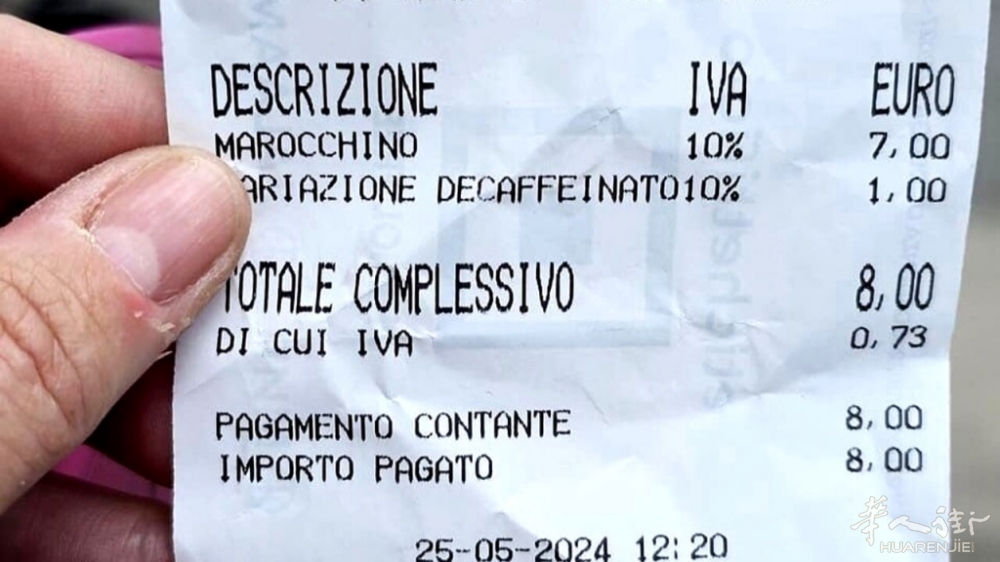 DESCRIZIONE IVA EURO
MAROCCHINO 10% 7,00
ARIAZIONE DECAFFEINATO10% 1,00
TOTALE COMPLESSIVO 8,00
DI CUI IVA 0,73
PAGAMENTO CONTANTE 8,00
IMPORTO PAGATO 8,00
25-05-2024 12:20
华人街
HUARENJIE